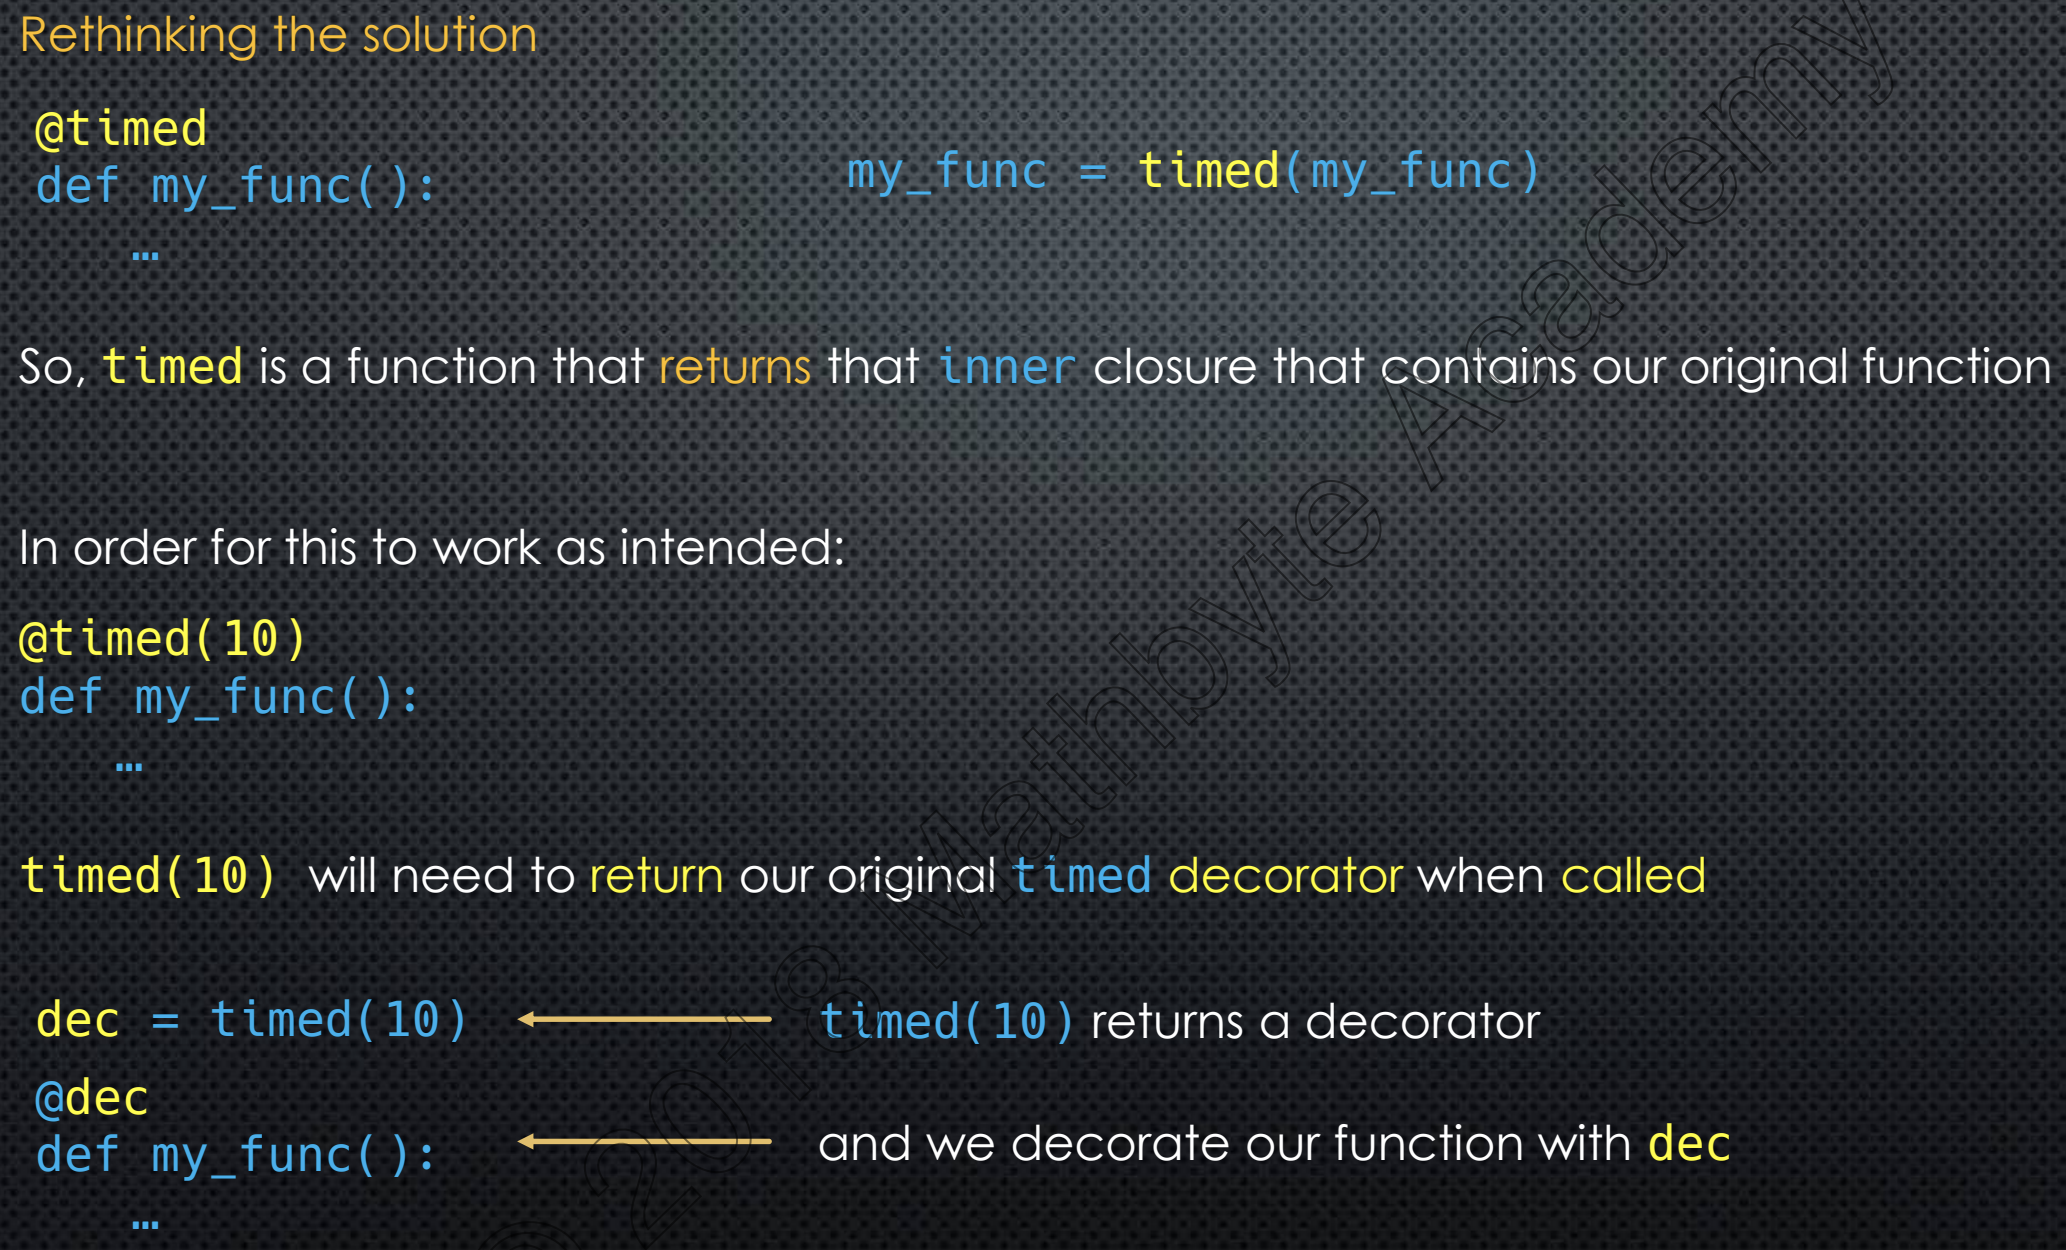 Rethinking the solution
@timed
def my_func():
my_func = timed(my_func)
…
So, timed is a function that returns that inner closure that contains our original function
In order for this to work as intended:
@timed(10)
def my_func():
…
timed(10) will need to return our original timed decorator when called
dec = timed(10)
timed(10) returns a decorator
@dec
def my_func():
and we decorate our function with dec
…
2018 Mathbyte Academy